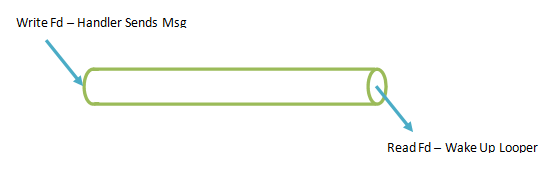 Write Fd – Handler Sends Msg
Read Fd – Wake Up Looper